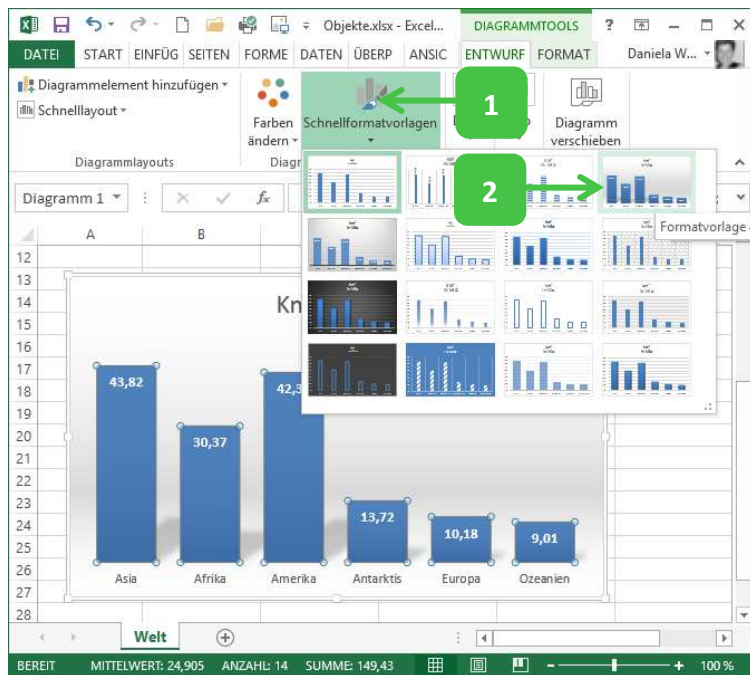 Objekte.xlsx - Excel...
DIAGRAMMTOOLS
?
DATEI START EINFÜG SEITEN FORME DATEN ÜBERP ANSIC ENTWURF FORMAT Daniela W...
Diagrammelement hinzufügen
Schnelllayout
Farben ändern
Schnellformatvorlagen
Diagramm
verschieben
Diagrammlayouts
1
2
Diagramm 1
fx
Formatvorlage
A B
12
13
14
15
16
17
18
19
20
21
22
23
24
25
26
27
28
43,82
30,37
13,72
10,18
9,01
Asia Afrika Amerika Antarktis Europa Ozeanien
Welt
BEREIT MITTELWERT: 24,905 ANZAHL: 14 SUMME: 149,43 100 %